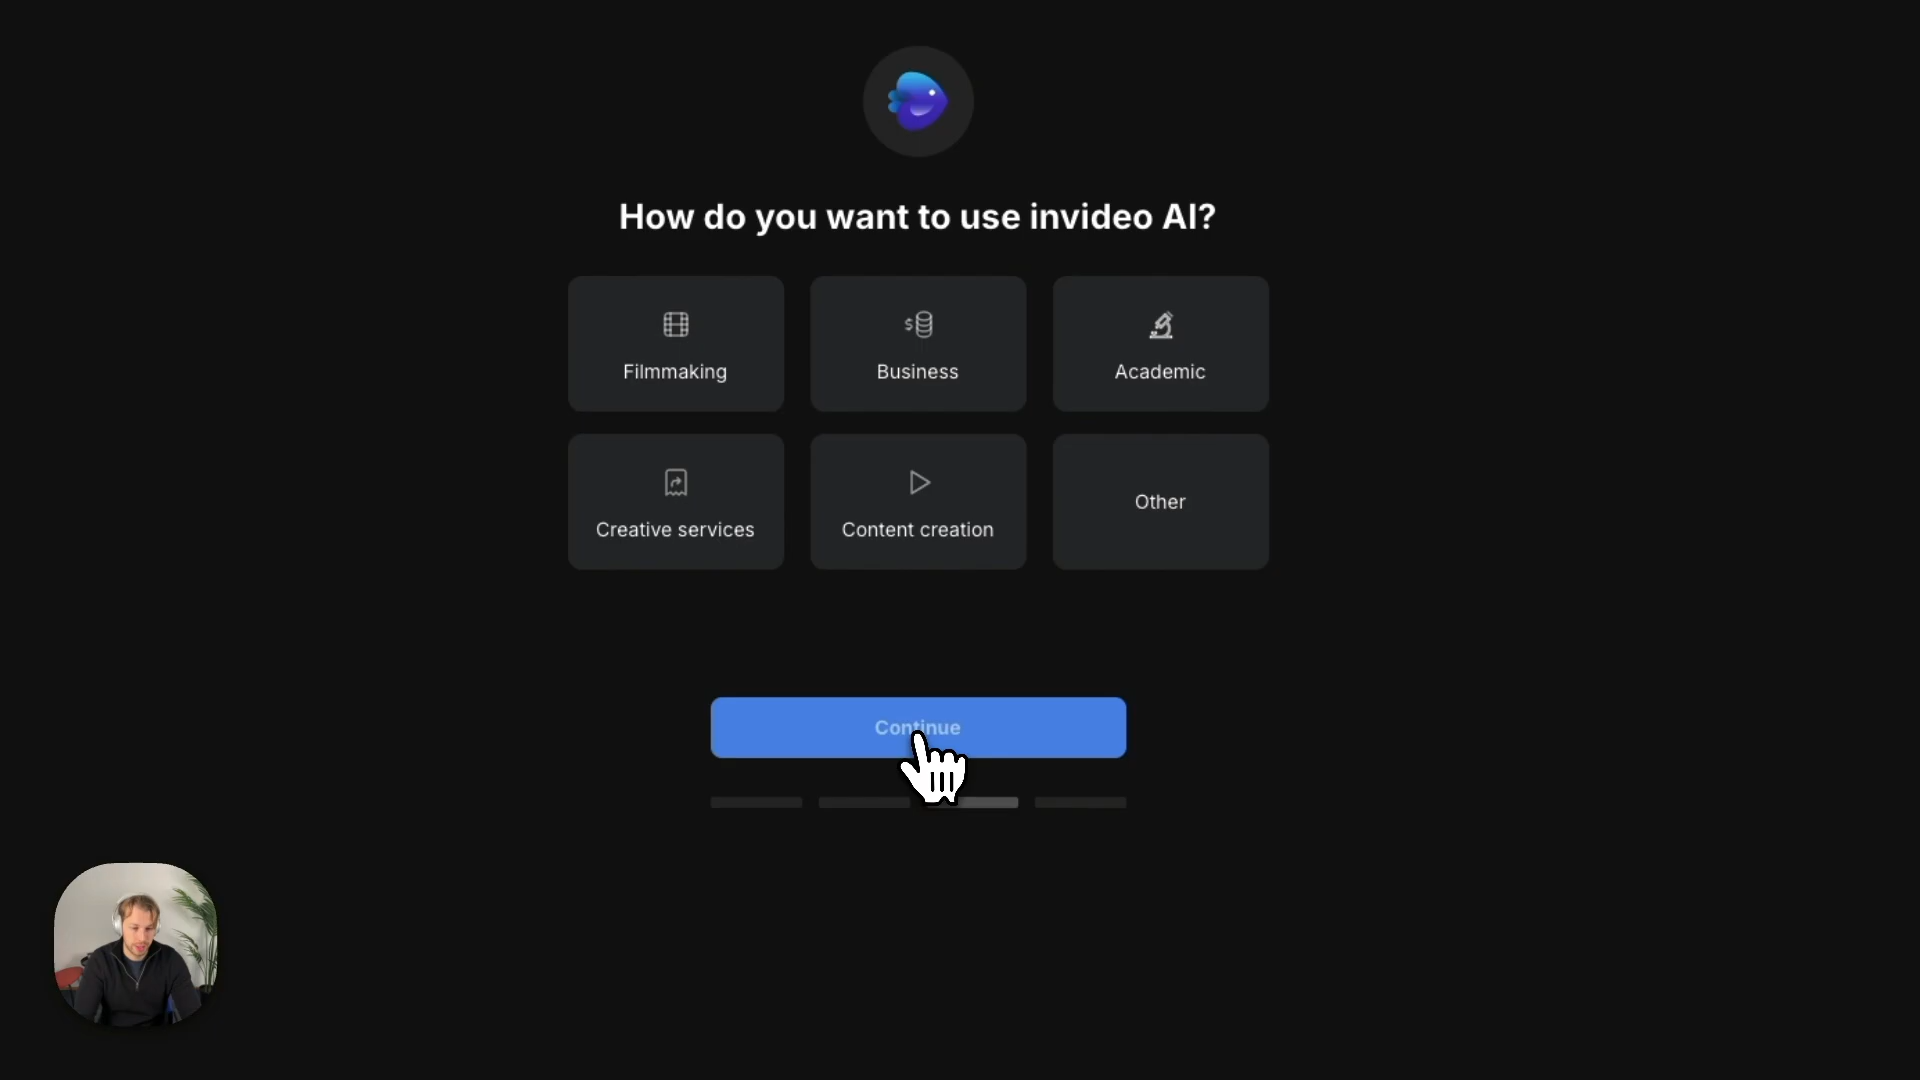 How do you want to use invideo AI?
Filmmaking
Business
Academic
Creative services
Content creation
Other
Continue